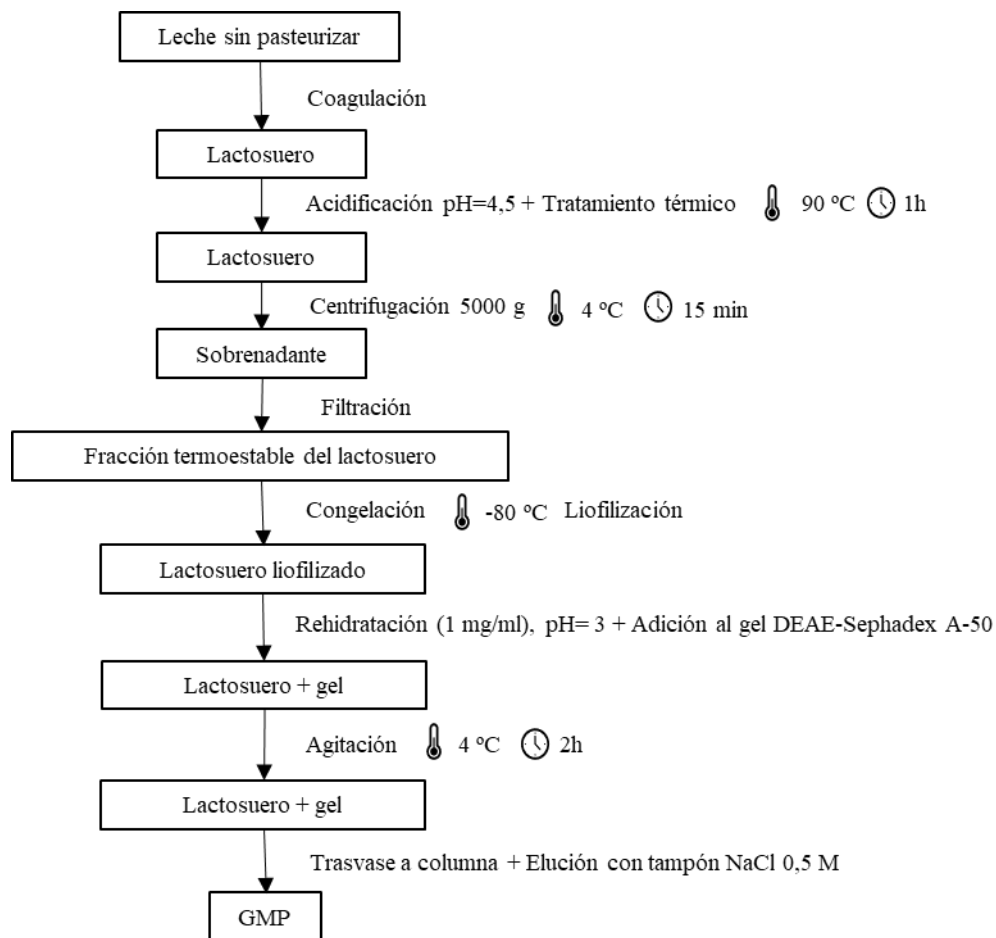 Leche sin pasteurizar
Coagulación
Lactosuero
Acidificación pH=4,5 + Tratamiento térmico 90 ºC 1h
Lactosuero
Centrifugación 5000 g 4 ºC 15 min
Sobrenadante
Filtración
Fracción termoestable del lactosuero
Congelación -80 ºC Liofilización
Lactosuero liofilizado
Rehidratación (1 mg/ml), pH= 3 + Adición al gel DEAE-Sephadex A-50
Lactosuero + gel
Agitación 4 ºC 2h
Lactosuero + gel
Trasvase a columna + Elución con tampón NaCl 0,5 M
GMP